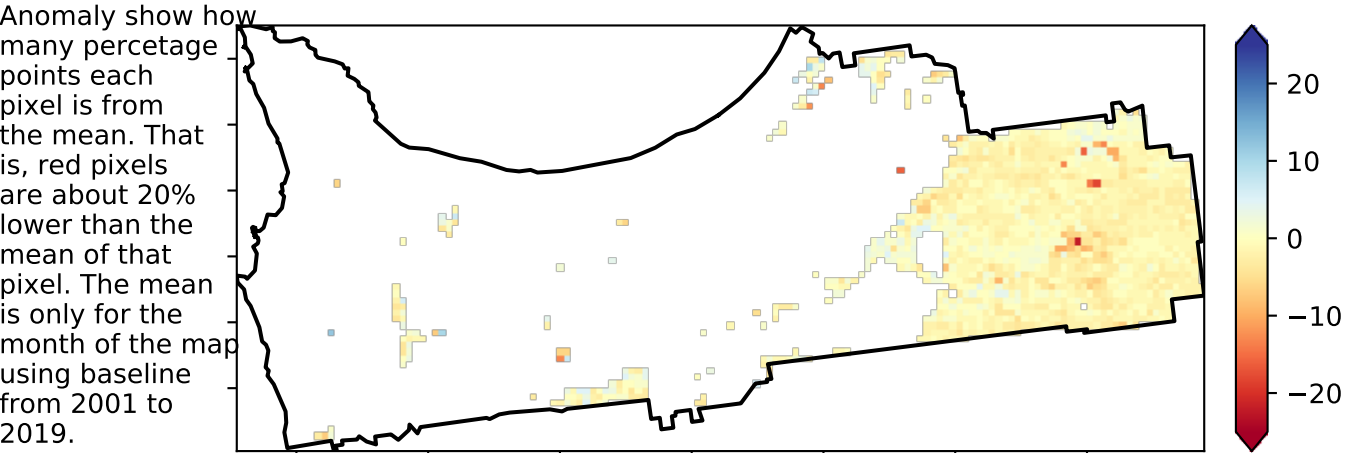 Anomaly show how
many percetage
points each
pixel is from
the mean. That
is, red pixels
are about 20%
lower than the
mean of that
pixel. The mean
is only for the
month of the map
using baseline
from 2001 to
2019.
20
10
0
−10
−20